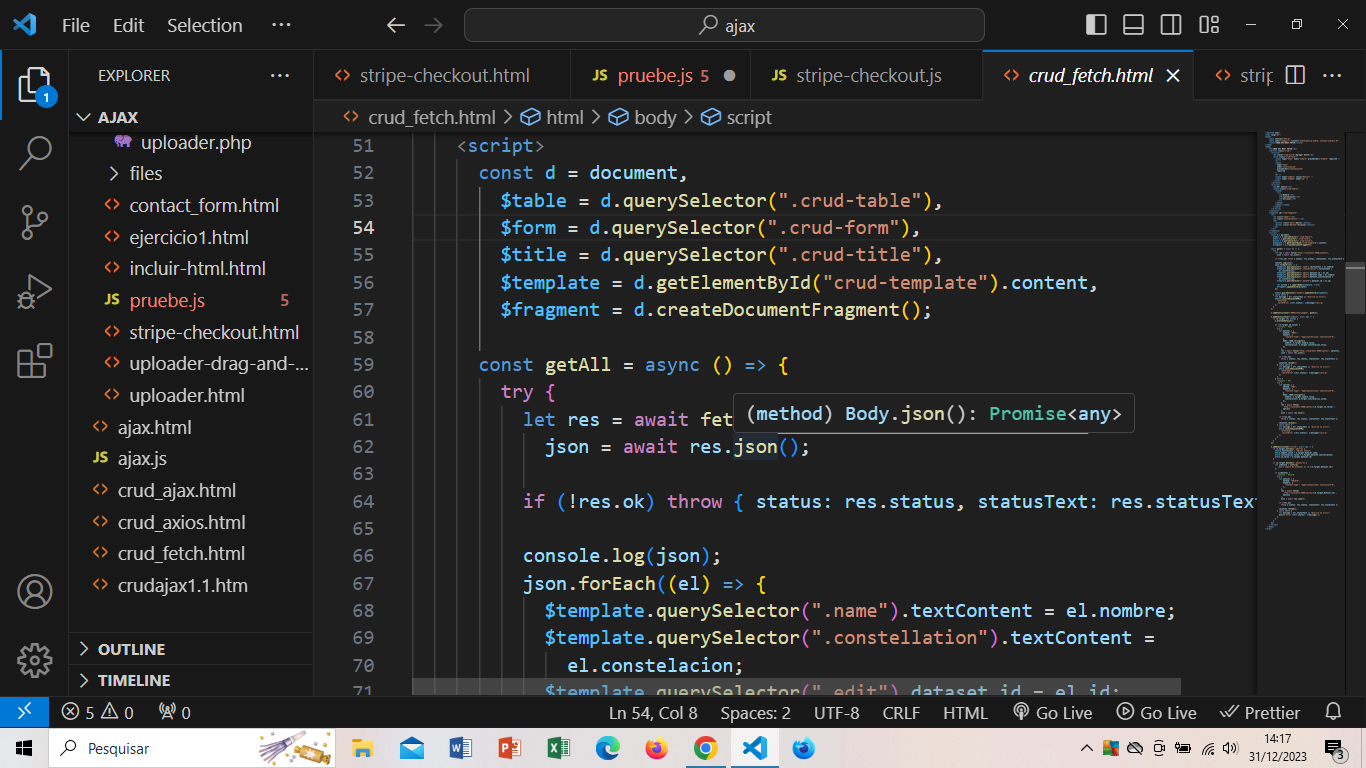 File Edit Selection ···
ajax
EXPLORER ···
stripe-checkout.html
JS pruebe.js 5
JS stripe-checkout.js
crud_fetch.html
strip ···
1
AJAX
crud_fetch.html > html > body > script
uploader.php
files
contact_form.html
ejercicio1.html
incluir-html.html
JS pruebe.js 5
stripe-checkout.html
uploader-drag-and-...
uploader.html
ajax.html
JS ajax.js
crud_ajax.html
crud_axios.html
crud_fetch.html
crudajax1.1.htm
OUTLINE
TIMELINE
51 <script>
52 const d = document,
53 $table = d.querySelector(".crud-table"),
54 $form = d.querySelector(".crud-form"),
55 $title = d.querySelector(".crud-title"),
56 $template = d.getElementById("crud-template").content,
57 $fragment = d.createDocumentFragment();
58
59 const getAll = async () => {
60 try {
(method) Body.json(): Promise<any>
61 let res = await fet
62 json = await res.json();
63
64 if (!res.ok) throw { status: res.status, statusText: res.statusTex
65
66 console.log(json);
67 json.forEach((el) => {
68 $template.querySelector(".name").textContent = el.nombre;
69 $template.querySelector(".constellation").textContent =
70 el.constelacion;
71 $template.querySelector(".edit").dataset.id = el.id;
5 0 0
Ln 54, Col 8 Spaces: 2 UTF-8 CRLF HTML Go Live Go Live Prettier
Pesquisar
14:17
31/12/2023
3